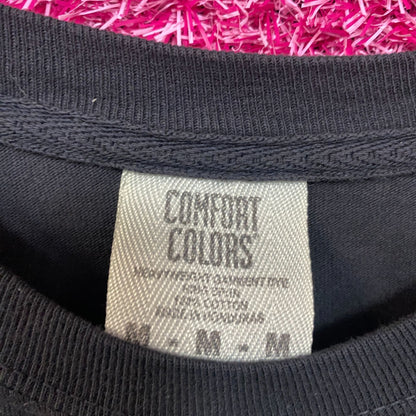 COMFORT
COLORS®
HEAVYWEIGHT GARMENT DYE
100% COTTON
MADE IN HONDURAS
M - M - M